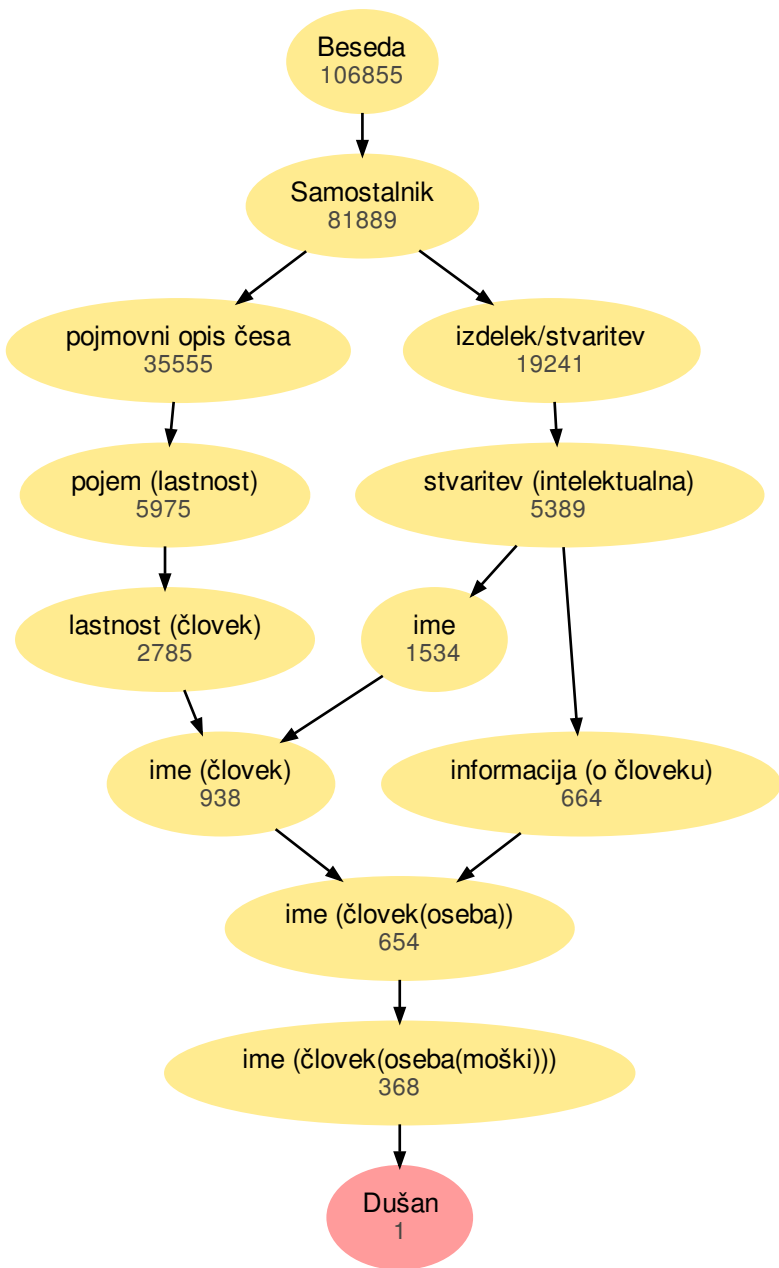 Beseda
106855
Samostalnik
81889
pojmovni opis česa
35555
izdelek/stvaritev
19241
pojem (lastnost)
5975
stvaritev (intelektualna)
5389
lastnost (človek)
2785
ime
1534
ime (človek)
938
informacija (o človeku)
664
ime (človek(oseba))
654
ime (človek(oseba(moški)))
368
Dušan
1